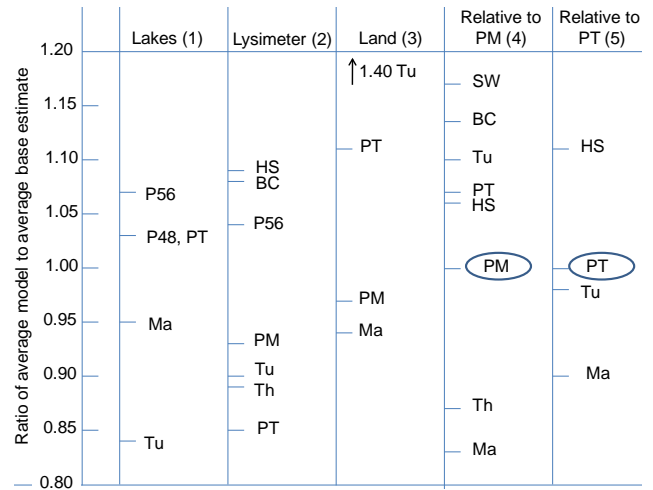 Relative to Relative to
Lakes (1) Lysimeter (2) Land (3) PM (4) PT (5)
Ratio of average model to average base estimate
1.20
1.15
1.10
1.05
1.00
0.95
0.90
0.85
0.80
P56
P48, PT
Ma
Tu
HS
BC
P56
PM
Tu
Th
PT
1.40 Tu
PT
PM
Ma
SW
BC
Tu
PT
HS
PM
Th
Ma
HS
PT
Tu
Ma